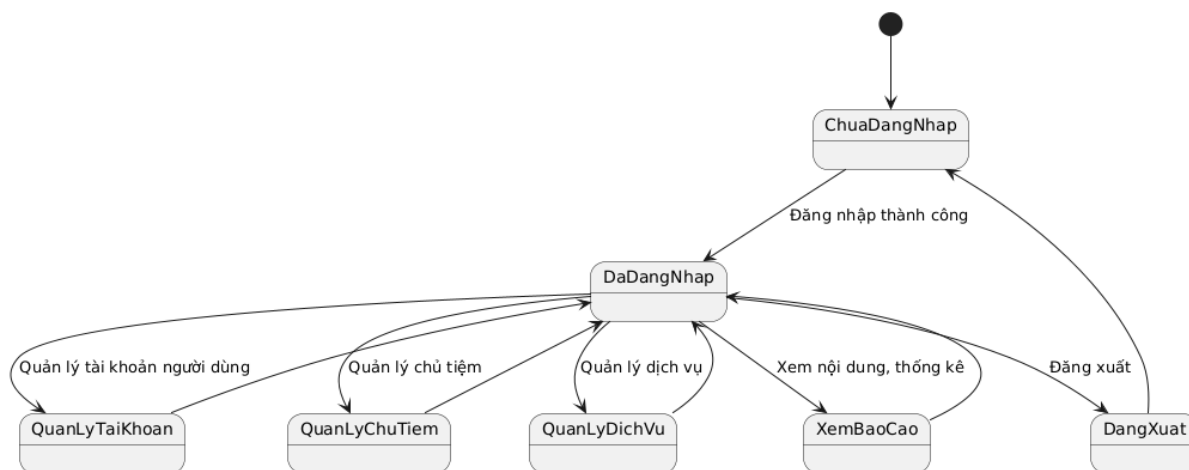 ChuaDangNhap
Đăng nhập thành công
DaDangNhap
Quản lý tài khoản người dùng
Quản lý chủ tiệm
Quản lý dịch vụ
Xem nội dung, thống kê
Đăng xuất
QuanLyTaiKhoan
QuanLyChuTiem
QuanLyDichVu
XemBaoCao
DangXuat